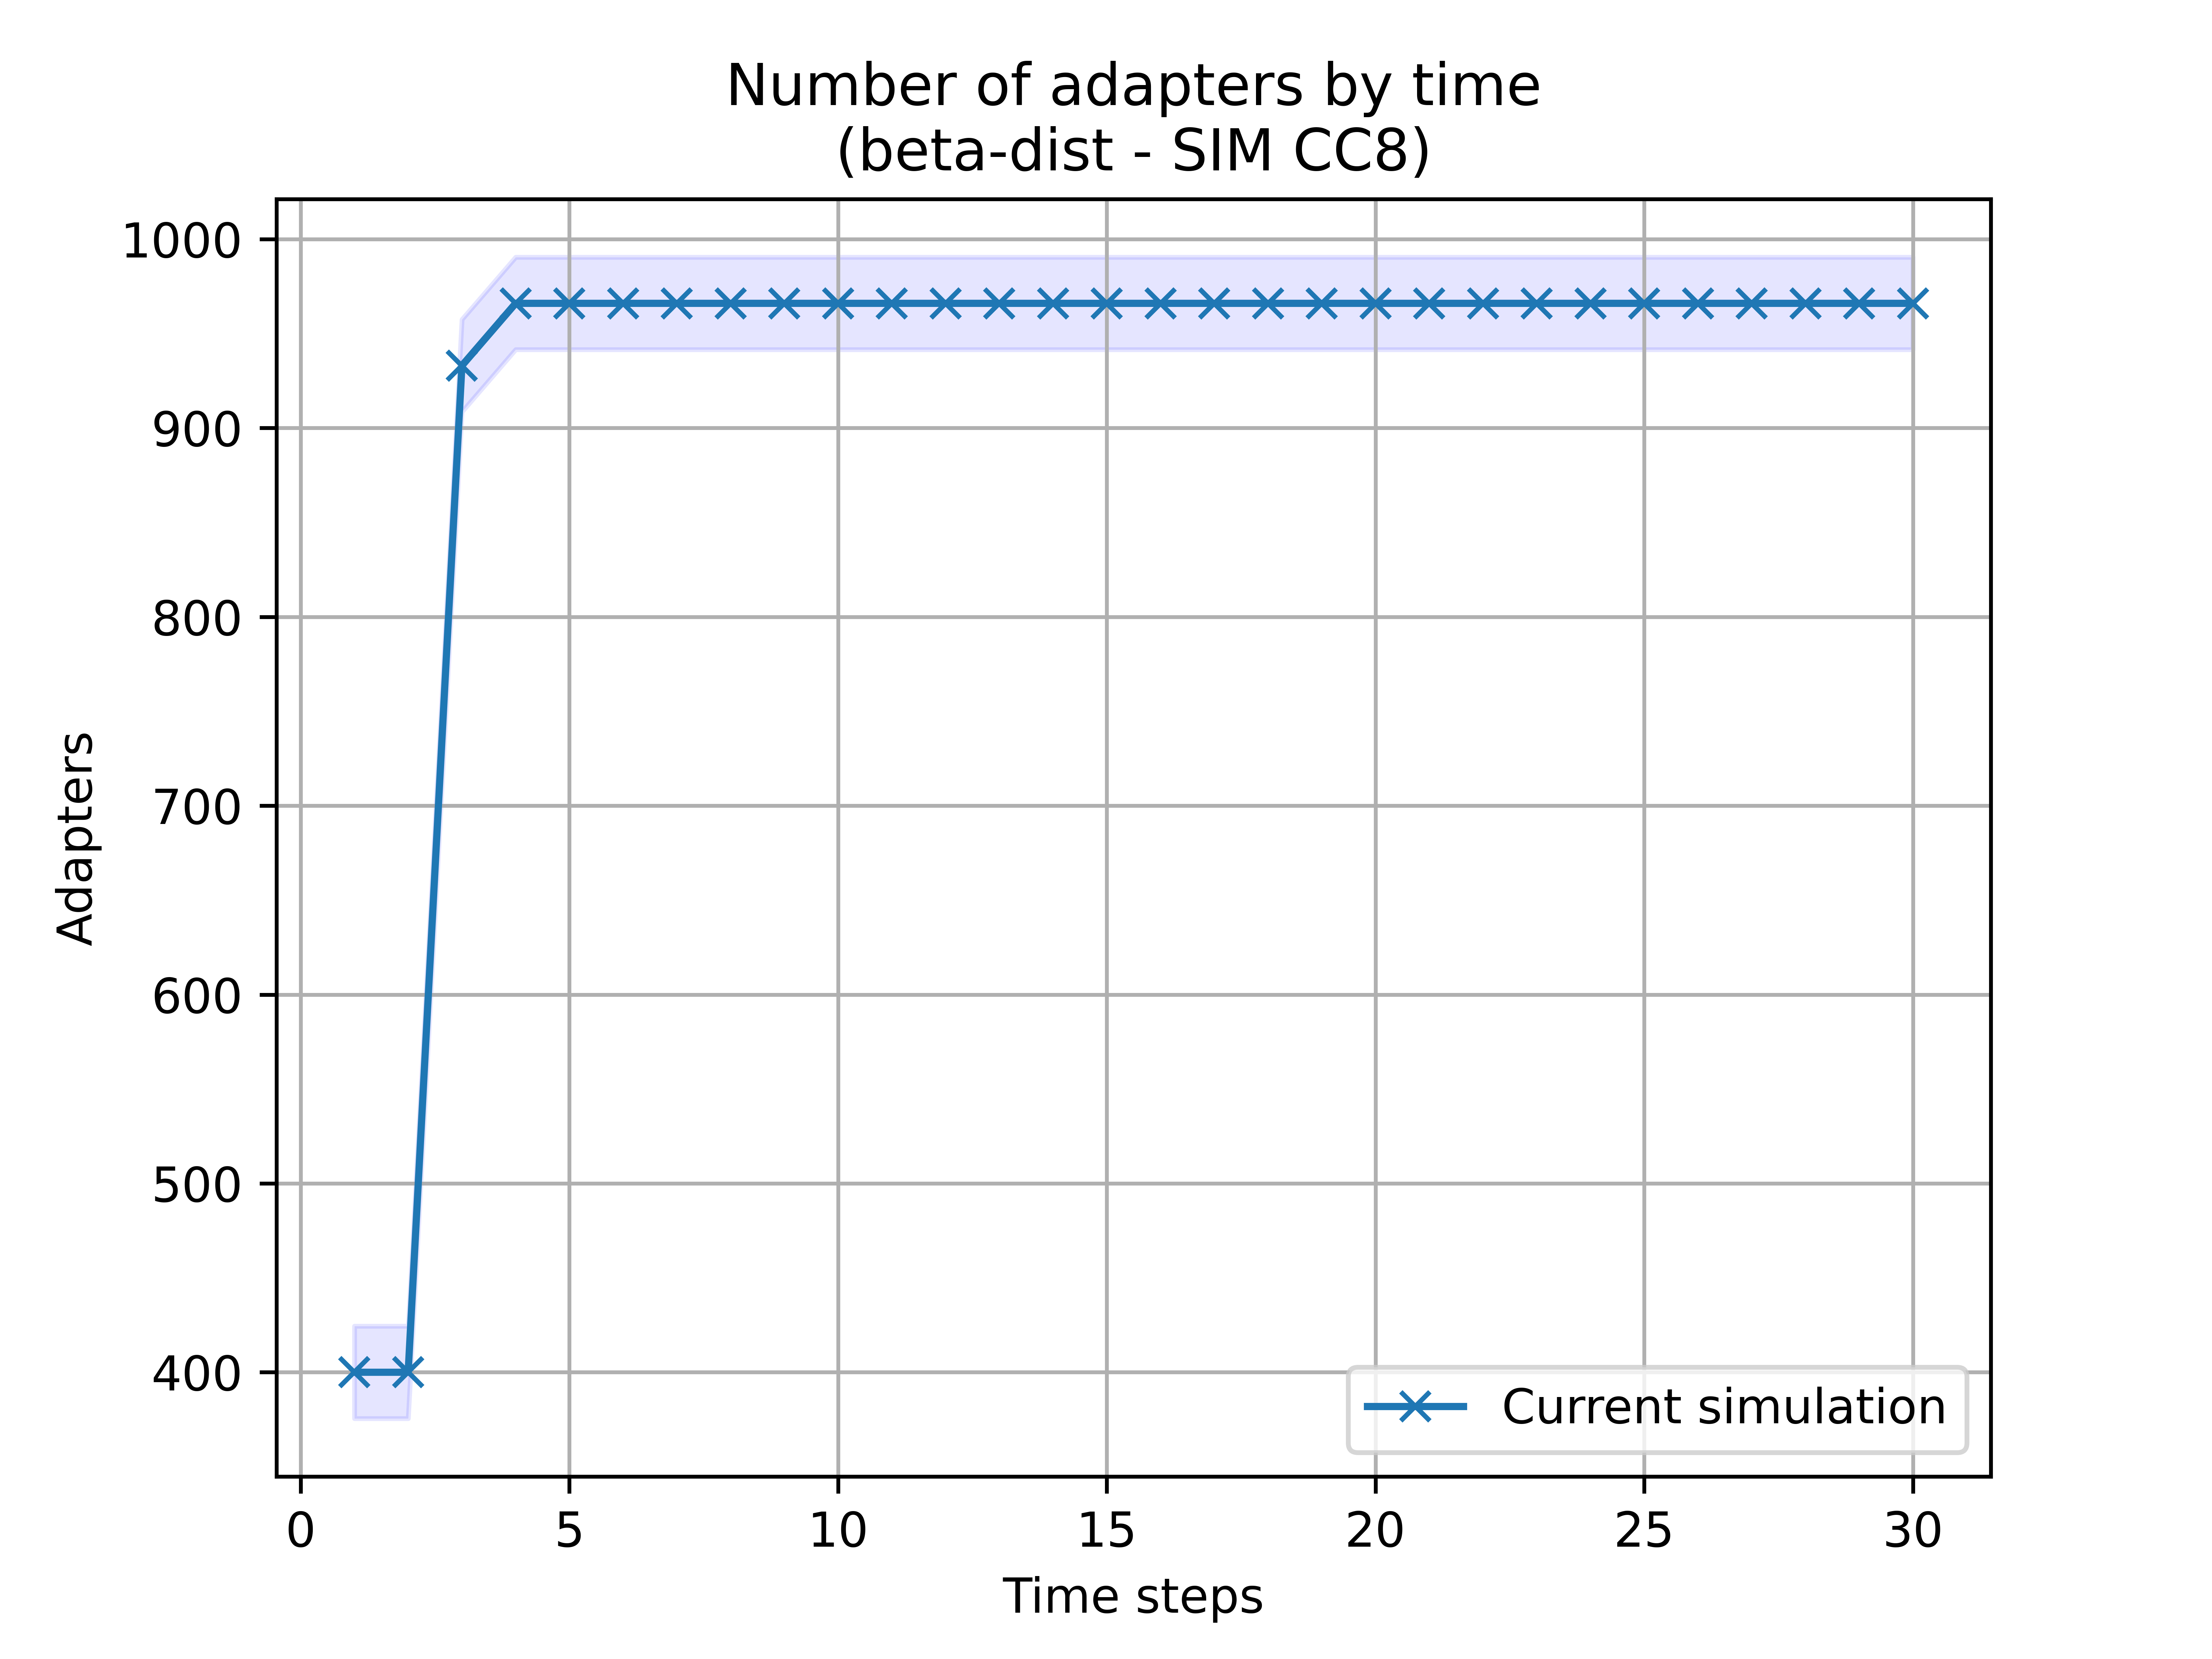 Number of adapters by time
(beta-dist - SIM CC8)
1000
900
800
700
600
500
400
Adapters
Current simulation
0 5 10 15 20 25 30
Time steps